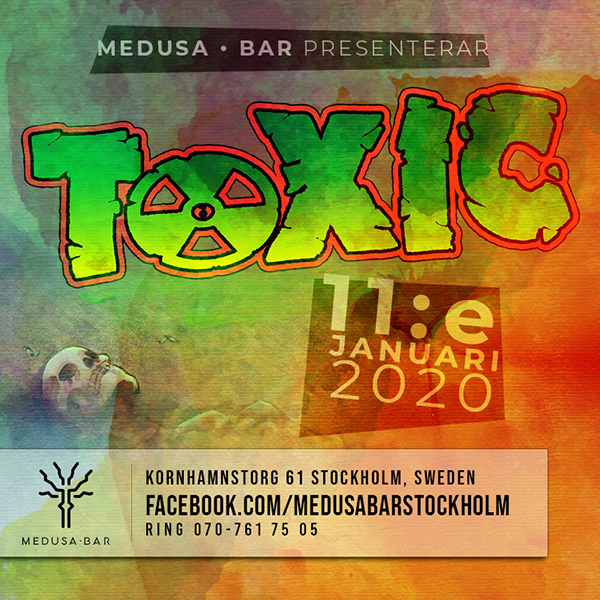 MEDUSA • BAR PRESENTERAR
TOXIC
11:e
JANUARI
2020
KORNHAMNSTORG 61 STOCKHOLM, SWEDEN
FACEBOOK.COM/MEDUSABARSTOCKHOLM
RING 070-761 75 05
MEDUSA·BAR